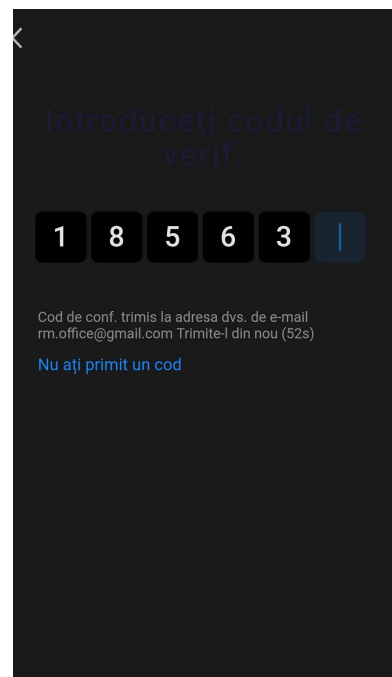 Introduceți codul de
verif.
1 8 5 6 3
Cod de conf. trimis la adresa dvs. de e-mail
rm.office@gmail.com Trimite-l din nou (52s)
Nu ați primit un cod